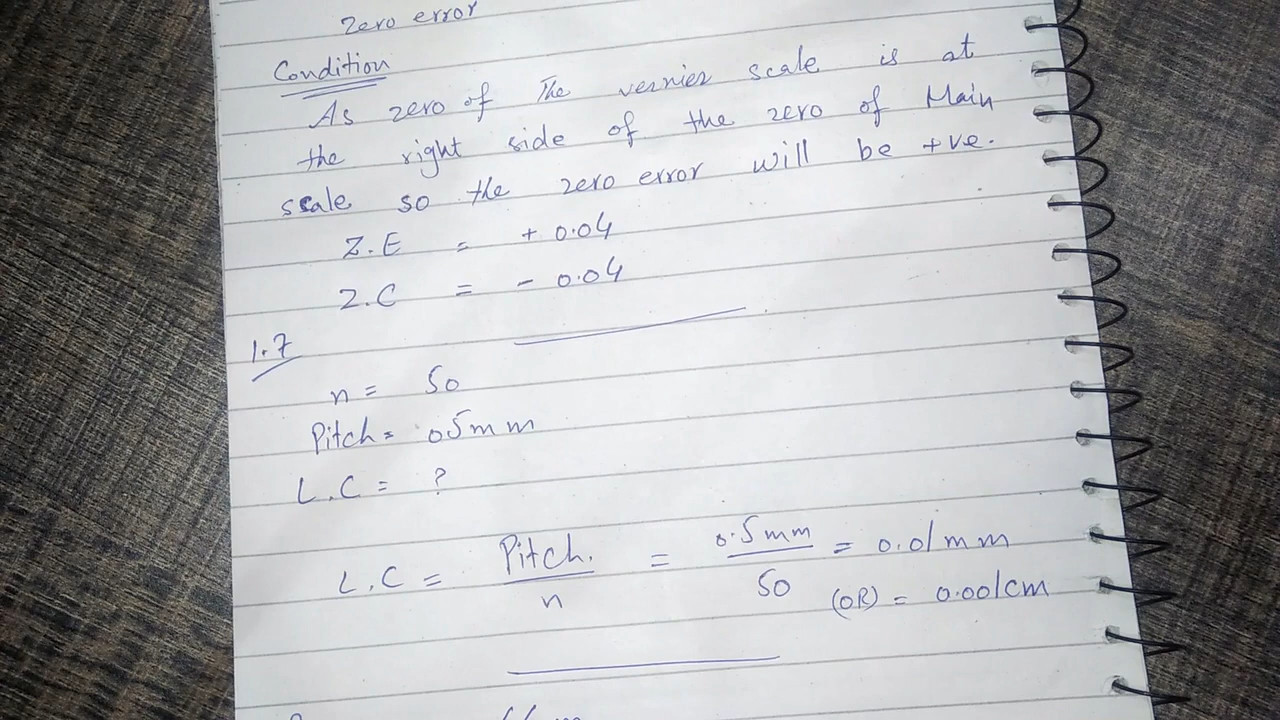 Zero error
Condition
As zero of The vernier scale is at
the right side of the zero of Main
scale so the zero error will be +ve.
Z.E = + 0.04
Z.C = - 0.04
1.7
n = 50
Pitch = 0.5mm
L.C = ?
L.C = Pitch. / n = 0.5mm / 50 = 0.01mm
(OR) = 0.001cm